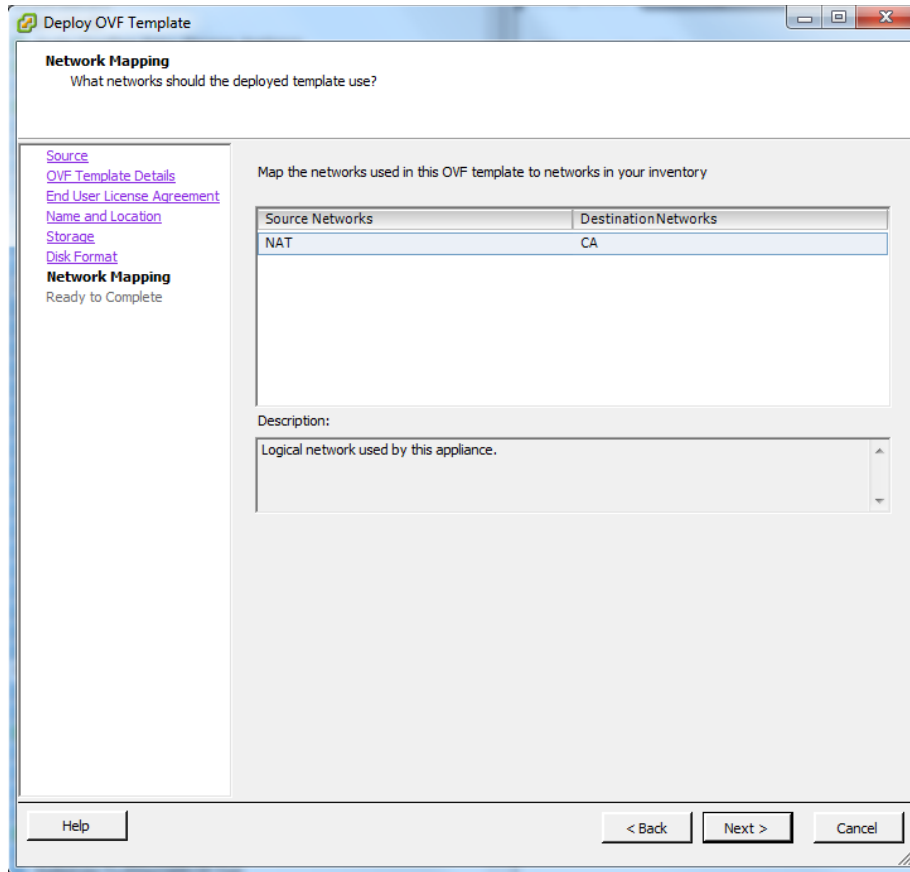 Deploy OVF Template
Network Mapping
What networks should the deployed template use?
Source
OVF Template Details
End User License Agreement
Name and Location
Storage
Disk Format
Network Mapping
Ready to Complete
Map the networks used in this OVF template to networks in your inventory
Source Networks DestinationNetworks
NAT CA
Description:
Logical network used by this appliance.
Help < Back Next > Cancel